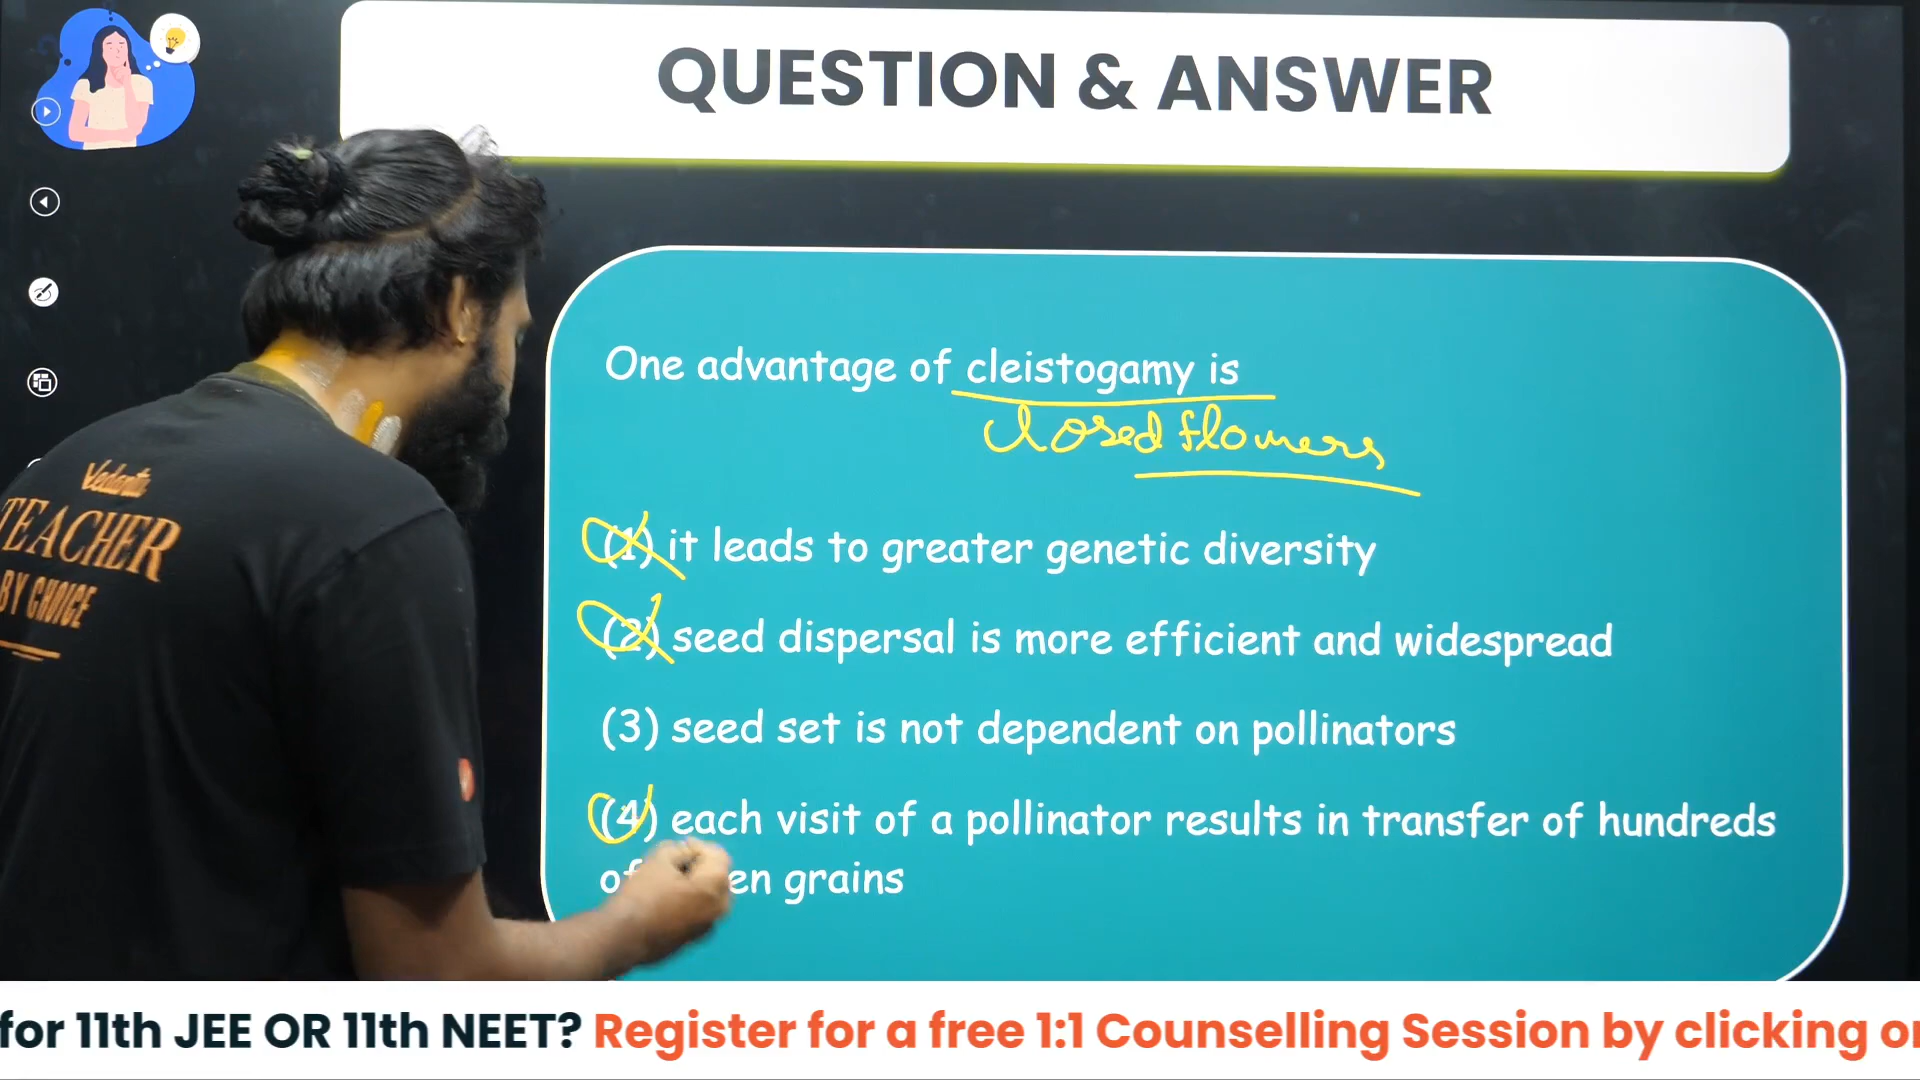 QUESTION & ANSWER
One advantage of cleistogamy is
closed flowers
(1) it leads to greater genetic diversity
(2) seed dispersal is more efficient and widespread
(3) seed set is not dependent on pollinators
(4) each visit of a pollinator results in transfer of hundreds
grains
Vedantu
TEACHER
BY CHOICE
for 11th JEE OR 11th NEET? Register for a free 1:1 Counselling Session by clicking